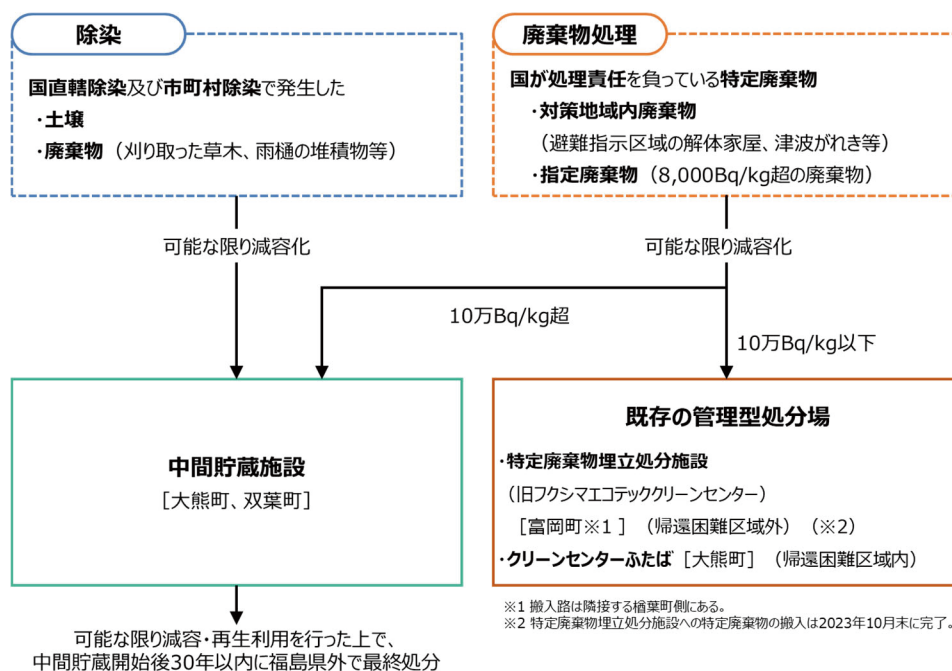 除染
国直轄除染及び市町村除染で発生した
・土壌
・廃棄物（刈り取った草木、雨樋の堆積物等）
廃棄物処理
国が処理責任を負っている特定廃棄物
・対策地域内廃棄物
（避難指示区域の解体家屋、津波がれき等）
・指定廃棄物（8,000Bq/kg超の廃棄物）
可能な限り減容化
可能な限り減容化
10万Bq/kg超
10万Bq/kg以下
中間貯蔵施設
［大熊町、双葉町］
既存の管理型処分場
・特定廃棄物埋立処分施設
（旧フクシマエコテッククリーンセンター）
［富岡町※1 ］（帰還困難区域外）（※2）
・クリーンセンターふたば［大熊町］（帰還困難区域内）
※1 搬入路は隣接する楢葉町側にある。
※2 特定廃棄物埋立処分施設への特定廃棄物の搬入は2023年10月末に完了。
可能な限り減容・再生利用を行った上で、
中間貯蔵開始後30年以内に福島県外で最終処分